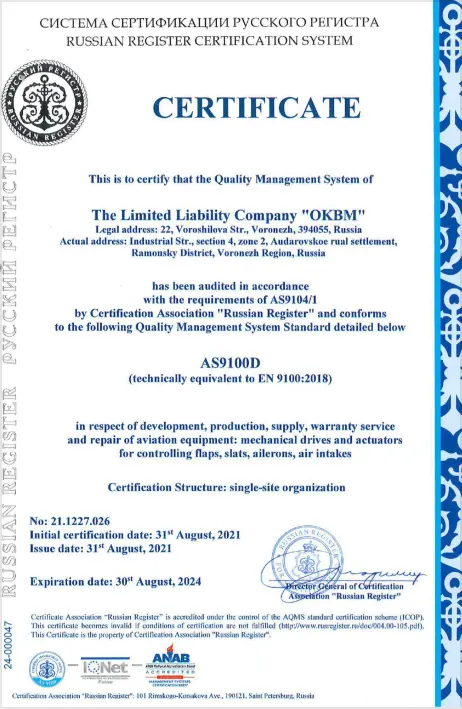 СИСТЕМА СЕРТИФИКАЦИИ РУССКОГО РЕГИСТРА
RUSSIAN REGISTER CERTIFICATION SYSTEM
РУССКИЙ РЕГИСТР
RUSSIAN REGISTER
CERTIFICATE
This is to certify that the Quality Management System of
The Limited Liability Company "OKBM"
Legal address: 22, Voroshilova Str., Voronezh, 394055, Russia
Actual address: Industrial Str., section 4, zone 2, Audarovskoe rual settlement,
Ramonsky District, Voronezh Region, Russia
has been audited in accordance
with the requirements of AS9104/1
by Certification Association "Russian Register" and conforms
to the following Quality Management System Standard detailed below
AS9100D
(technically equivalent to EN 9100:2018)
in respect of development, production, supply, warranty service
and repair of aviation equipment: mechanical drives and actuators
for controlling flaps, slats, ailerons, air intakes
Certification Structure: single-site organization
No: 21.1227.026
Initial certification date: 31st August, 2021
Issue date: 31st August, 2021
Expiration date: 30st August, 2024
Director General of Certification
Association "Russian Register"
RUSSIAN REGISTER РУССКИЙ РЕГИСТР
24-000047
Certificate Association "Russian Register" is accredited under the control of the AQMS standard certification scheme (ICOP).
This certificate becomes invalid if conditions of certification are not fulfilled (http://www.rusregister.ru/doc/004.00-105.pdf).
This Certificate is the property of Certification Association "Russian Register".
IQNet
Partner
ANAB
ACCREDITED
MANAGEMENT SYSTEMS
CERTIFICATION BODY
Certification Association "Russian Register": 101 Rimskogo-Korsakova Ave., 190121, Saint Petersburg, Russia